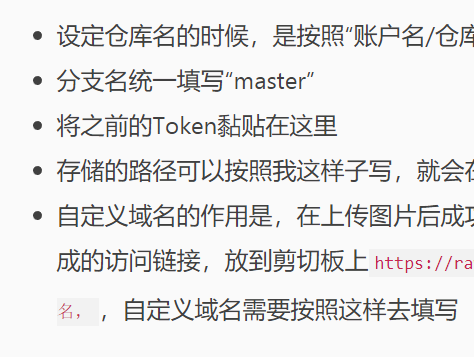 设定仓库名的时候，是按照“账户名/仓库
分支名统一填写“master”
将之前的Token黏贴在这里
存储的路径可以按照我这样子写，就会在
自定义域名的作用是，在上传图片后成功
成的访问链接，放到剪切板上 https://ra
名， ，自定义域名需要按照这样去填写